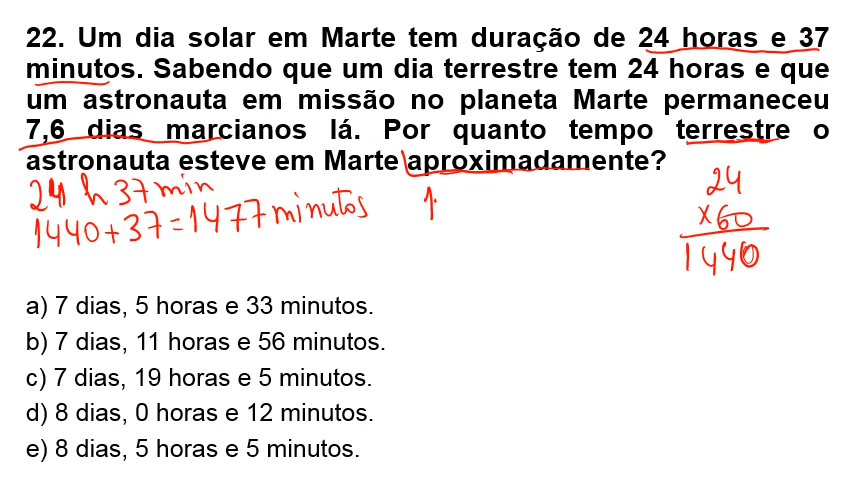 22. Um dia solar em Marte tem duração de 24 horas e 37
minutos. Sabendo que um dia terrestre tem 24 horas e que
um astronauta em missão no planeta Marte permaneceu
7,6 dias marcianos lá. Por quanto tempo terrestre o
astronauta esteve em Marte aproximadamente?
24 h 37 min
1440+37=1477 minutos
1
24
x60
1440
a) 7 dias, 5 horas e 33 minutos.
b) 7 dias, 11 horas e 56 minutos.
c) 7 dias, 19 horas e 5 minutos.
d) 8 dias, 0 horas e 12 minutos.
e) 8 dias, 5 horas e 5 minutos.